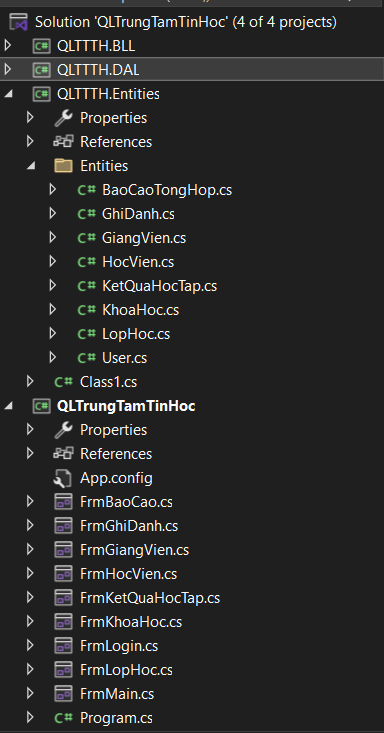 Solution 'QLTrungTamTinHoc' (4 of 4 projects)
QLTTTH.BLL
QLTTTH.DAL
QLTTTH.Entities
Properties
References
Entities
BaoCaoTongHop.cs
GhiDanh.cs
GiangVien.cs
HocVien.cs
KetQuaHocTap.cs
KhoaHoc.cs
LopHoc.cs
User.cs
Class1.cs
QLTrungTamTinHoc
Properties
References
App.config
FrmBaoCao.cs
FrmGhiDanh.cs
FrmGiangVien.cs
FrmHocVien.cs
FrmKetQuaHocTap.cs
FrmKhoaHoc.cs
FrmLogin.cs
FrmLopHoc.cs
FrmMain.cs
Program.cs